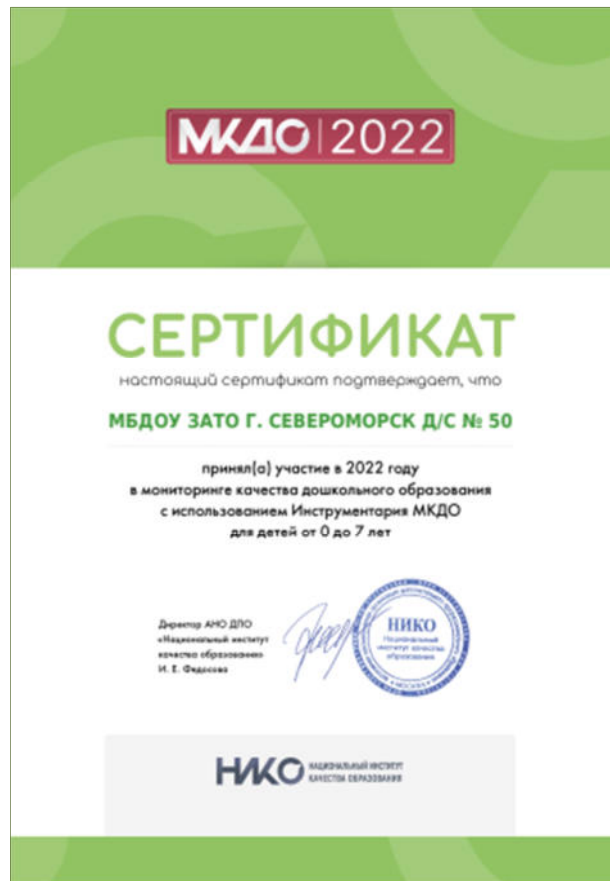 МКДО | 2022
СЕРТИФИКАТ
настоящий сертификат подтверждает, что
МБДОУ ЗАТО Г. СЕВЕРОМОРСК Д/С № 50
принял(а) участие в 2022 году
в мониторинге качества дошкольного образования
с использованием Инструментария МКДО
для детей от 0 до 7 лет
Директор АНО ДПО
«Национальный институт
качества образования»
И. Е. Федосова
НИКО
Национальный
институт качества
образования
МОСКВА
НИКО НАЦИОНАЛЬНЫЙ ИНСТИТУТ
КАЧЕСТВА ОБРАЗОВАНИЯ